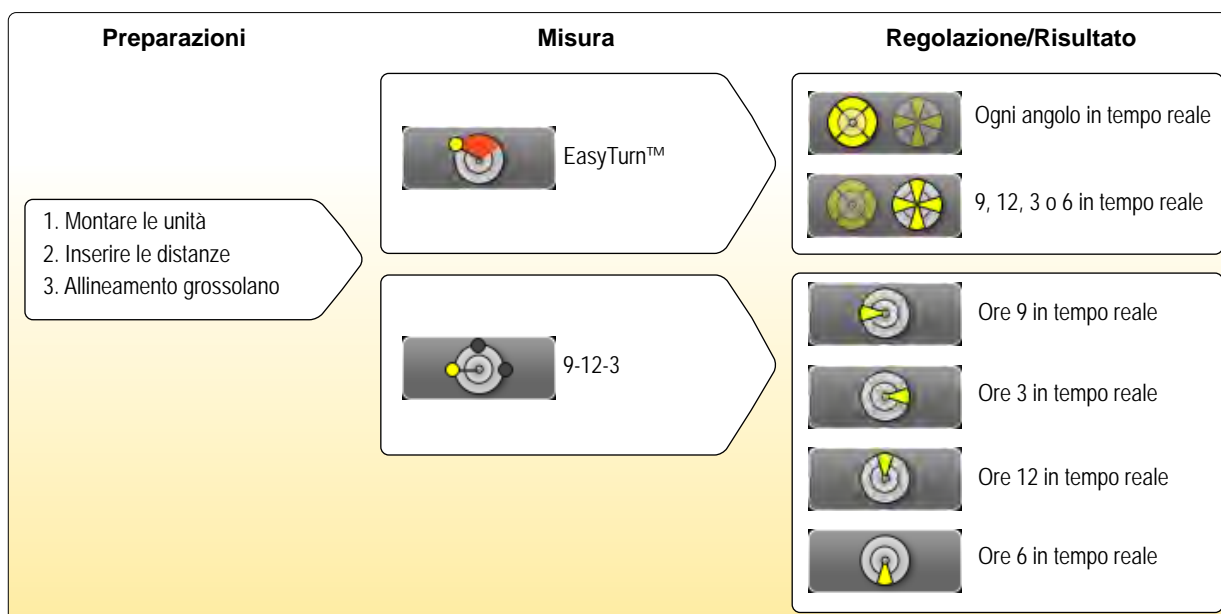 Preparazioni
Misura
Regolazione/Risultato
1. Montare le unità
2. Inserire le distanze
3. Allineamento grossolano
EasyTurn™
9-12-3
Ogni angolo in tempo reale
9, 12, 3 o 6 in tempo reale
Ore 9 in tempo reale
Ore 3 in tempo reale
Ore 12 in tempo reale
Ore 6 in tempo reale